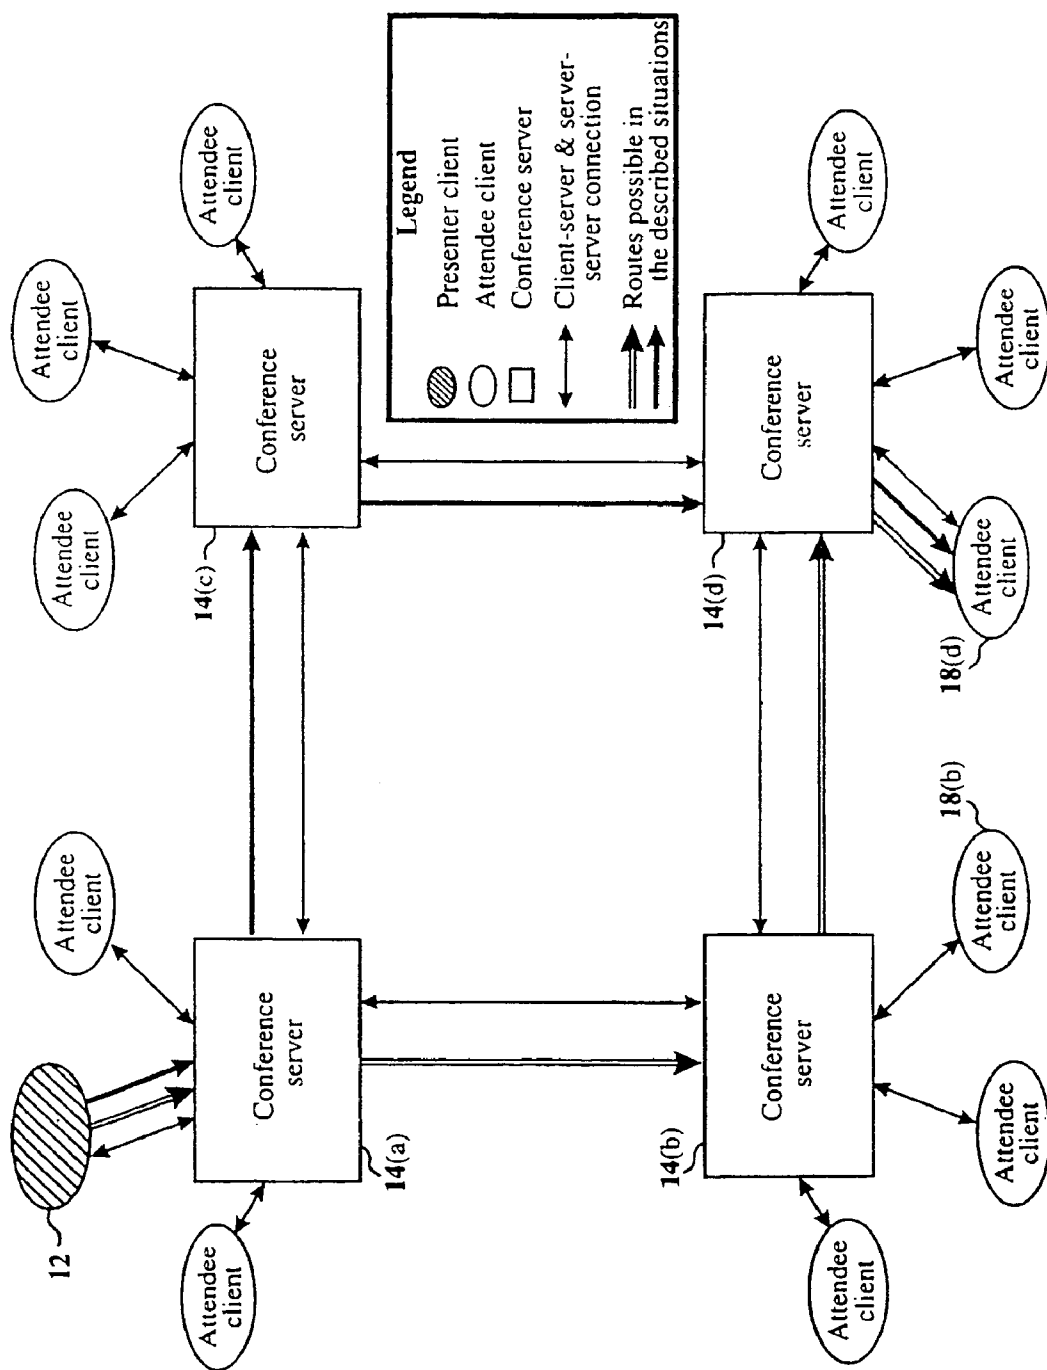 12
Attendee
client
Attendee
client
Attendee
client
Attendee
client
Attendee
client
Conference
server
14(a)
14(c)
Conference
server
Attendee
client
Legend
Presenter client
Attendee client
Conference server
Client-server & server-
server connection
Routes possible in
the described situations
14(b)
14(d)
Attendee
client
Conference
server
Conference
server
Attendee
client
18(b)
18(d)
Attendee
client
Attendee
client
Attendee
client
Attendee
client